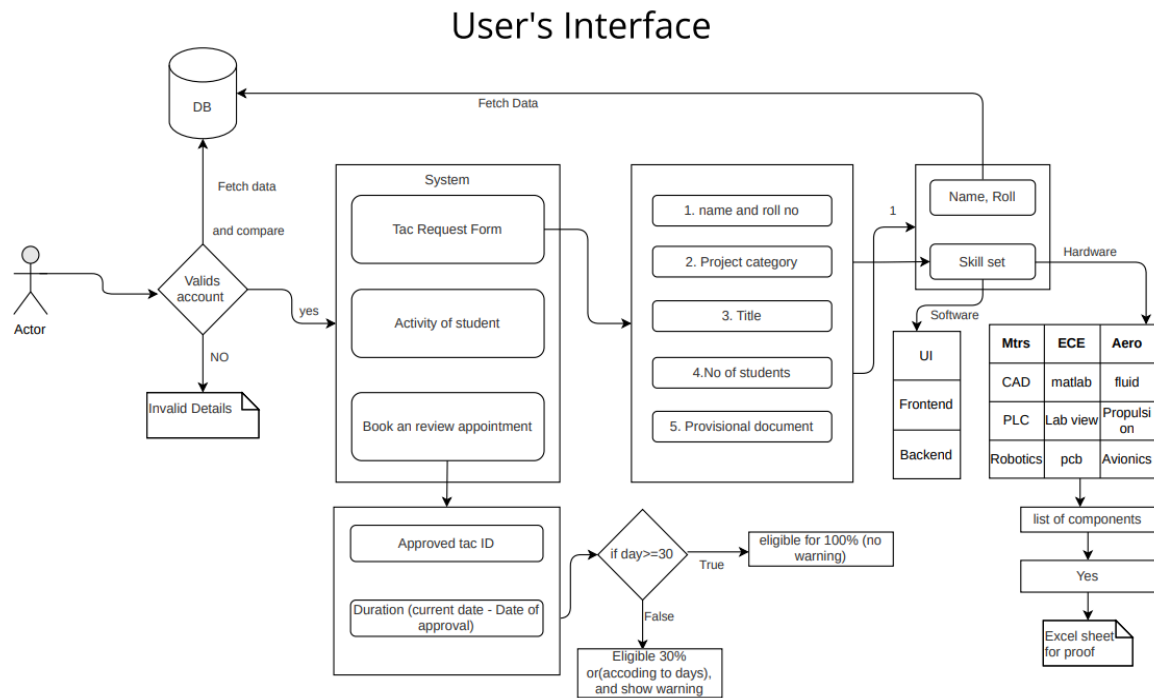 User's Interface
DB
Fetch Data
Fetch data
and compare
Actor
Valids
account
yes
NO
Invalid Details
System
Tac Request Form
Activity of student
Book an review appointment
1. name and roll no
2. Project category
3. Title
4.No of students
5. Provisional document
1
Name, Roll
Skill set
Hardware
Software
UI
Frontend
Backend
Mtrs ECE Aero
CAD matlab fluid
PLC Lab view Propulsi
on
Robotics pcb Avionics
list of components
Yes
Excel sheet
for proof
Approved tac ID
Duration (current date - Date of
approval)
if day>=30
True
False
eligible for 100% (no
warning)
Eligible 30%
or(accoding to days),
and show warning